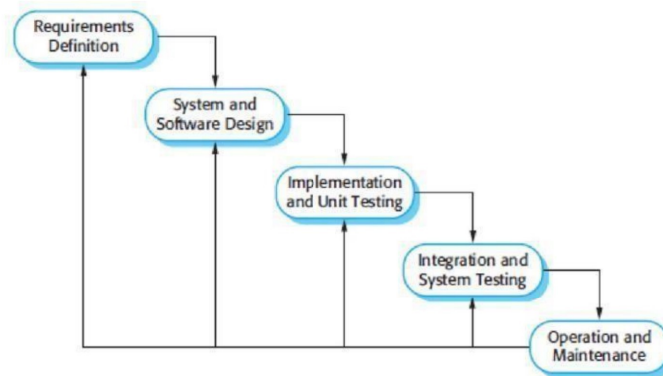 Requirements
Definition
System and
Software Design
Implementation
and Unit Testing
Integration and
System Testing
Operation and
Maintenance